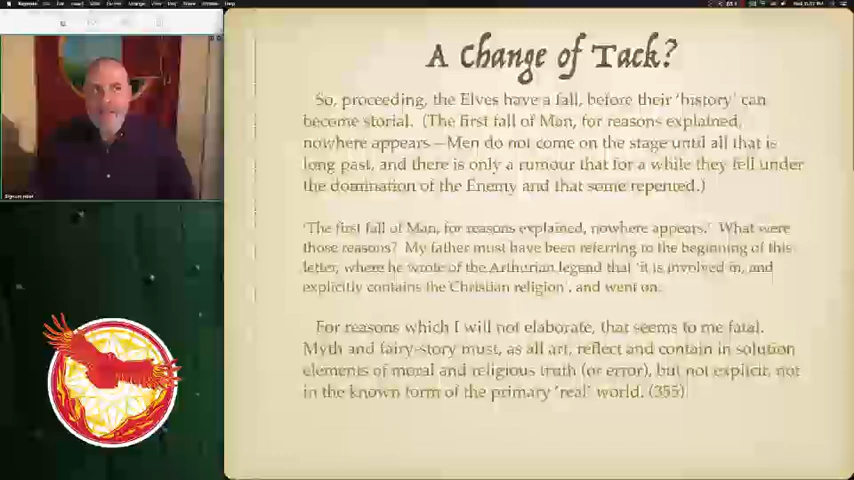 A Change of Tack?
So, proceeding, the Elves have a fall, before their 'history' can
become storial. (The first fall of Man, for reasons explained,
nowhere appears – Men do not come on the stage until all that is
long past, and there is only a rumour that for a while they fell under
the domination of the Enemy and that some repented.)
'The first fall of Man, for reasons explained, nowhere appears.' What were
those reasons? My father must have been referring to the beginning of this
letter, where he wrote of the Arthurian legend that 'it is involved in, and
explicitly contains the Christian religion', and went on:
For reasons which I will not elaborate, that seems to me fatal.
Myth and fairy-story must, as all art, reflect and contain in solution
elements of moral and religious truth (or error), but not explicit, not
in the known form of the primary 'real' world. (355)